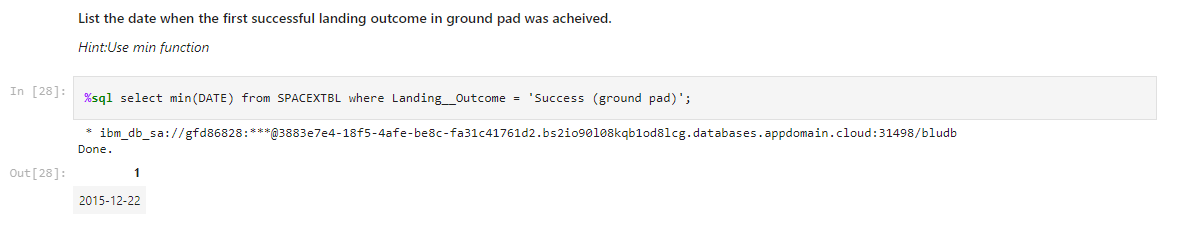 List the date when the first successful landing outcome in ground pad was acheived.
Hint:Use min function
In [28]: %sql select min(DATE) from SPACEXTBL where Landing__Outcome = 'Success (ground pad)';
* ibm_db_sa://gfd86828:***@3883e7e4-18f5-4afe-be8c-fa31c41761d2.bs2io90l08kqb1od8lcg.databases.appdomain.cloud:31498/bludb
Done.
Out[28]: 1
2015-12-22